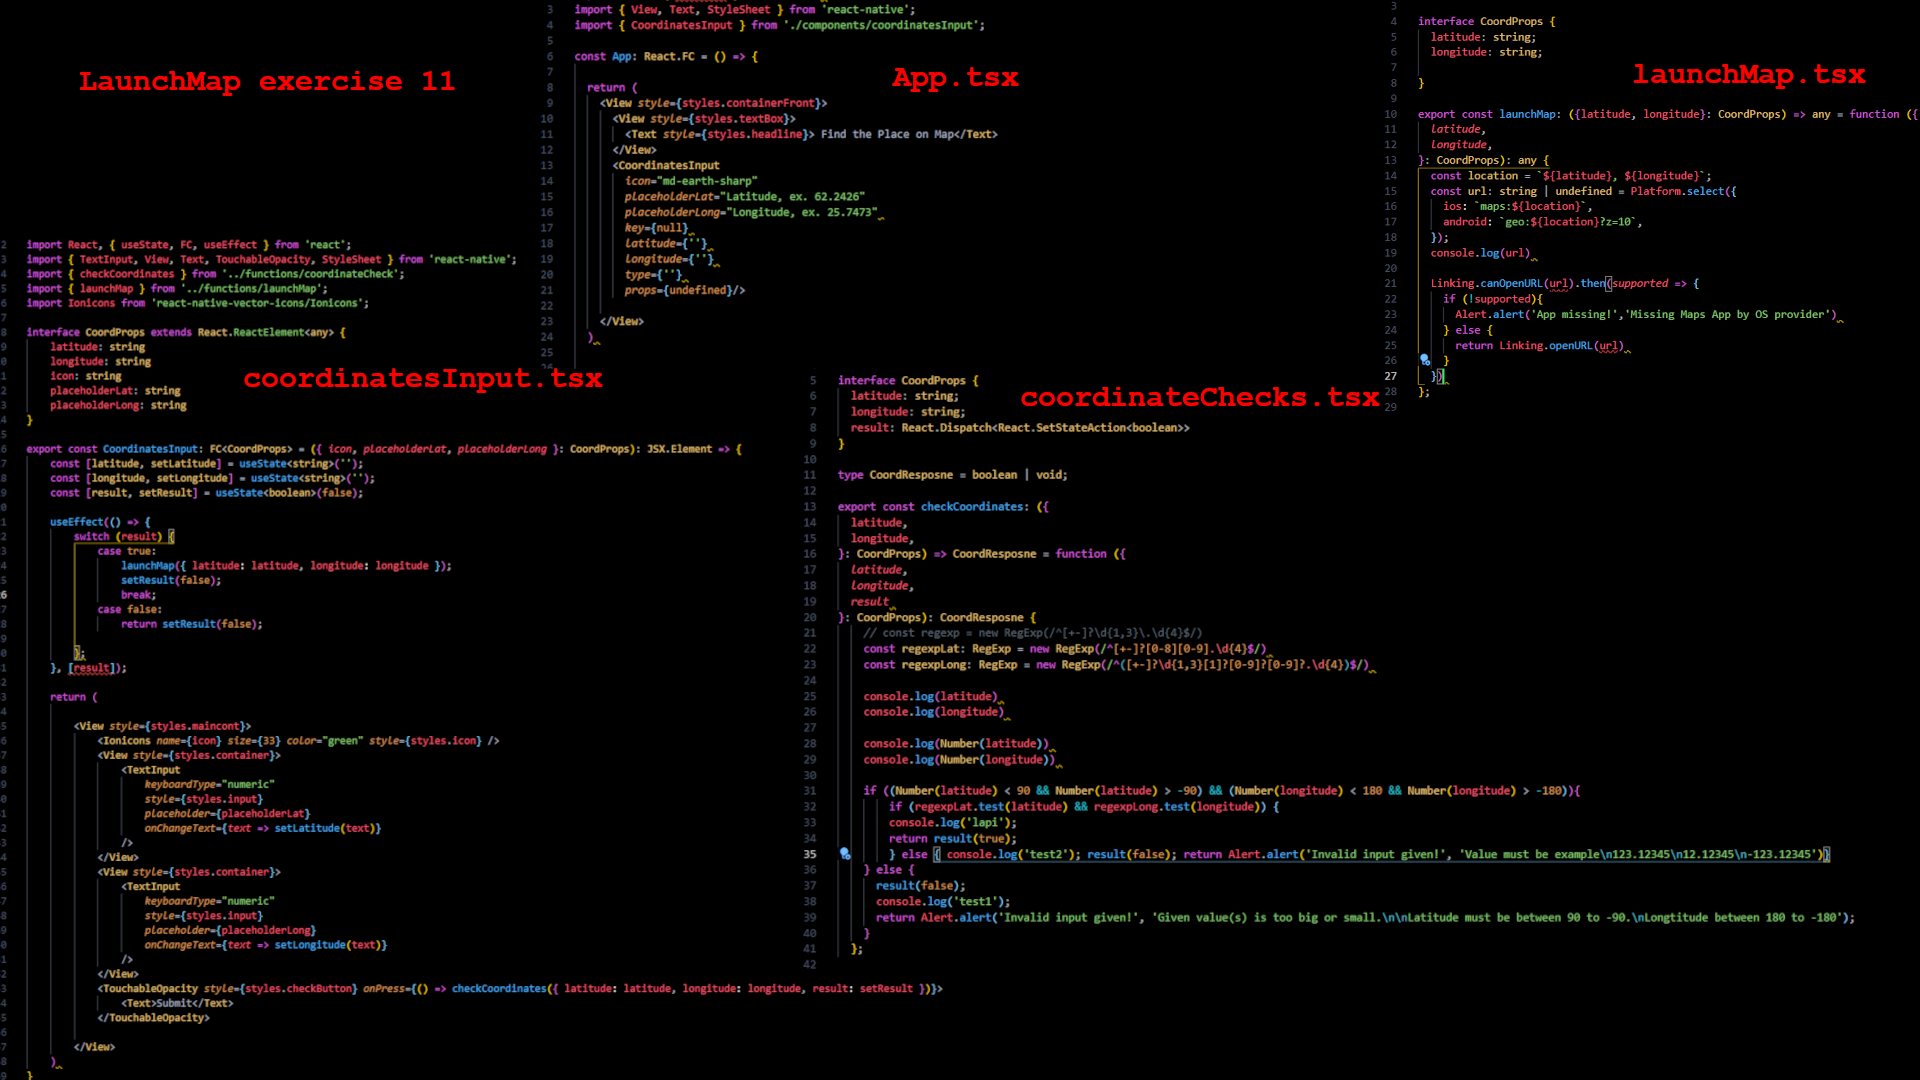 LaunchMap exercise 11
2 import React, { useState, FC, useEffect } from 'react';
3 import { TextInput, View, Text, TouchableOpacity, StyleSheet } from 'react-native';
4 import { checkCoordinates } from '../functions/coordinateCheck';
5 import { launchMap } from '../functions/launchMap';
6 import Ionicons from 'react-native-vector-icons/Ionicons';
7
8 interface CoordProps extends React.ReactElement<any> {
9 latitude: string
0 longitude: string
1 icon: string
2 placeholderLat: string
3 placeholderLong: string
4 }
5
coordinatesInput.tsx
6 export const CoordinatesInput: FC<CoordProps> = ({ icon, placeholderLat, placeholderLong }: CoordProps): JSX.Element => {
7 const [latitude, setLatitude] = useState<string>('');
8 const [longitude, setLongitude] = useState<string>('');
9 const [result, setResult] = useState<boolean>(false);
0
1 useEffect(() => {
2 switch (result) {
3 case true:
4 launchMap({ latitude: latitude, longitude: longitude });
5 setResult(false);
6 break;
7 case false:
8 return setResult(false);
9
0 };
1 }, [result]);
2
3 return (
4
5 <View style={styles.maincont}>
6 <Ionicons name={icon} size={33} color="green" style={styles.icon} />
7 <View style={styles.container}>
8 <TextInput
9 keyboardType="numeric"
0 style={styles.input}
1 placeholder={placeholderLat}
2 onChangeText={text => setLatitude(text)}
3 />
4 </View>
5 <View style={styles.container}>
6 <TextInput
7 keyboardType="numeric"
8 style={styles.input}
9 placeholder={placeholderLong}
0 onChangeText={text => setLongitude(text)}
1 />
2 </View>
3 <TouchableOpacity style={styles.checkButton} onPress={() => checkCoordinates({ latitude: latitude, longitude: longitude, result: setResult })}>
4 <Text>Submit</Text>
5 </TouchableOpacity>
6
7 </View>
8 )
9 }
App.tsx
3 import { View, Text, StyleSheet } from 'react-native';
4 import { CoordinatesInput } from './components/coordinatesInput';
5
6 const App: React.FC = () => {
7
8 return (
9 <View style={styles.containerFront}>
10 <View style={styles.textBox}>
11 <Text style={styles.headline}> Find the Place on Map</Text>
12 </View>
13 <CoordinatesInput
14 icon="md-earth-sharp"
15 placeholderLat="Latitude, ex. 62.2426"
16 placeholderLong="Longitude, ex. 25.7473"
17 key={null}
18 latitude={''}
19 longitude={''}
20 type={''}
21 props={undefined}/>
22
23 </View>
24 )
25
coordinateChecks.tsx
5 interface CoordProps {
6 latitude: string;
7 longitude: string;
8 result: React.Dispatch<React.SetStateAction<boolean>>
9 }
10
11 type CoordResposne = boolean | void;
12
13 export const checkCoordinates: ({
14 latitude,
15 longitude,
16 }: CoordProps) => CoordResposne = function ({
17 latitude,
18 longitude,
19 result
20 }: CoordProps): CoordResposne {
21 // const regexp = new RegExp(/^[+-]?\d{1,3}\.\d{4}$/)
22 const regexpLat: RegExp = new RegExp(/^[+-]?[0-8][0-9].\d{4}$/)
23 const regexpLong: RegExp = new RegExp(/^([+-]?\d{1,3}[1]?[0-9]?[0-9]?.\d{4})$/)
24
25 console.log(latitude)
26 console.log(longitude)
27
28 console.log(Number(latitude))
29 console.log(Number(longitude))
30
31 if ((Number(latitude) < 90 && Number(latitude) > -90) && (Number(longitude) < 180 && Number(longitude) > -180)){
32 if (regexpLat.test(latitude) && regexpLong.test(longitude)) {
33 console.log('lapi');
34 return result(true);
35 } else { console.log('test2'); result(false); return Alert.alert('Invalid input given!', 'Value must be example\n123.12345\n12.12345\n-123.12345')}
36 } else {
37 result(false);
38 console.log('test1');
39 return Alert.alert('Invalid input given!', 'Given value(s) is too big or small.\n\nLatitude must be between 90 to -90.\nLongtitude between 180 to -180');
40 }
41 };
42
launchMap.tsx
3
4 interface CoordProps {
5 latitude: string;
6 longitude: string;
7
8 }
9
10 export const launchMap: ({latitude, longitude}: CoordProps) => any = function ({
11 latitude,
12 longitude,
13 }: CoordProps): any {
14 const location = `${latitude}, ${longitude}`;
15 const url: string | undefined = Platform.select({
16 ios: `maps:${location}`,
17 android: `geo:${location}?z=10`,
18 });
19 console.log(url)
20
21 Linking.canOpenURL(url).then(supported => {
22 if (!supported){
23 Alert.alert('App missing!','Missing Maps App by OS provider')
24 } else {
25 return Linking.openURL(url)
26 }
27 })
28 };
29